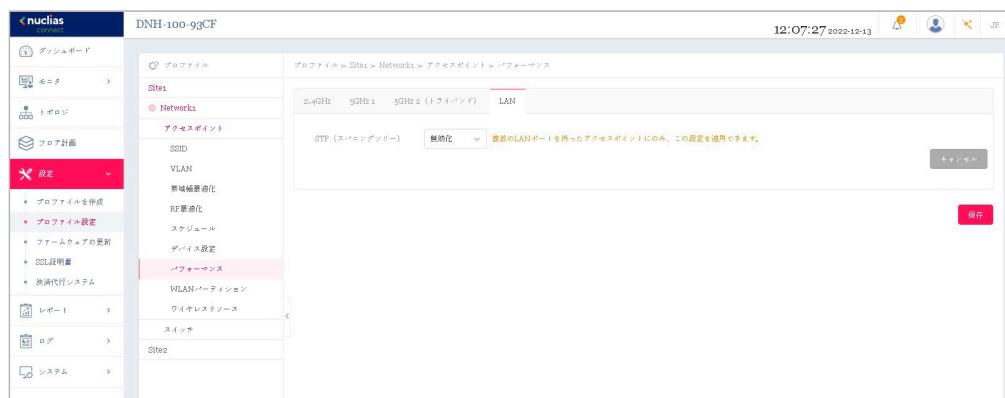 nuclias
connect
DNH-100-93CF
12:07:27 2022-12-13
JP
ダッシュボード
モニタ
トポロジ
フロア計画
設定
プロファイルを作成
プロファイル設定
ファームウェアの更新
SSL証明書
決済代行システム
レポート
ログ
システム
プロファイル
Site1
Network1
アクセスポイント
SSID
VLAN
帯域幅最適化
RF最適化
スケジュール
デバイス設定
パフォーマンス
WLANパーティション
ワイヤレスリソース
スイッチ
Site2
プロファイル > Site1 > Network1 > アクセスポイント > パフォーマンス
2.4GHz 5GHz 1 5GHz 2 (トライバンド) LAN
STP (スパニングツリー) 無効化 複数のLANポートを持ったアクセスポイントにのみ、この設定を適用できます。
キャンセル
保存